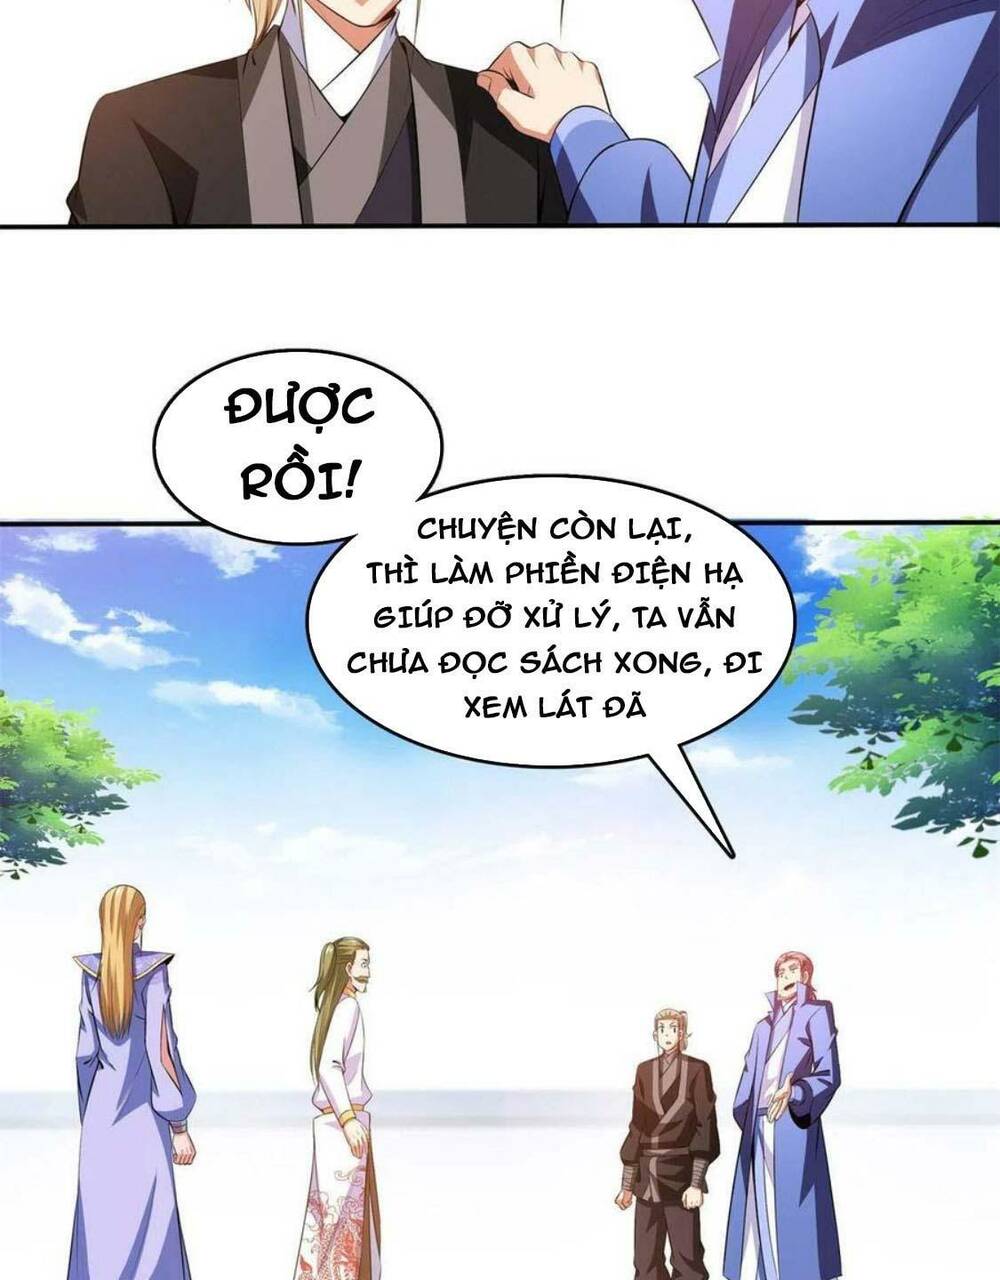 ĐƯỢC
RỒI!
CHUYỆN CÒN LẠI,
THÌ LÀM PHIỀN ĐIỆN HẠ
GIÚP ĐỠ XỬ LÝ, TA VẪN
CHƯA ĐỌC SÁCH XONG, ĐI
XEM LÁT ĐÃ